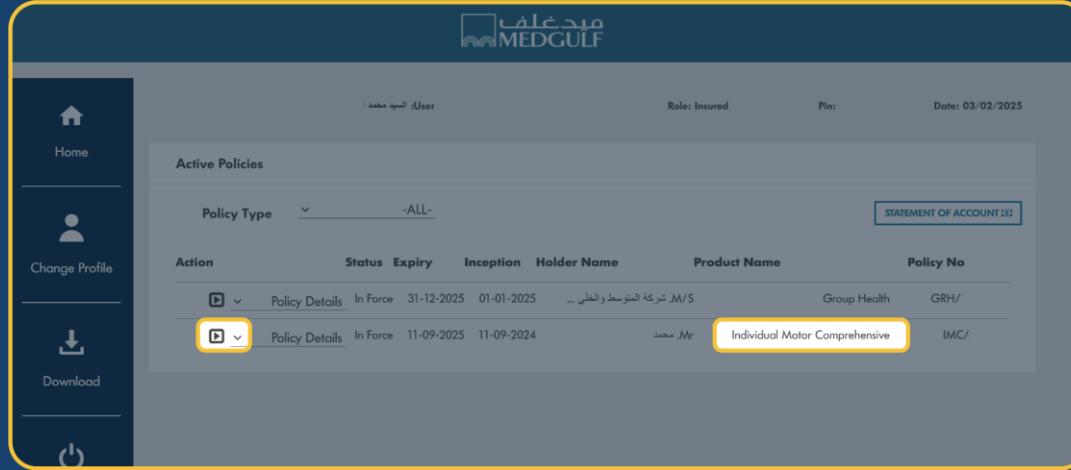 ميدغلف
MEDGULF
User: السيد محمد Role: Insured Pin: Date: 03/02/2025
Home
Change Profile
Download
Active Policies
Policy Type -ALL- STATEMENT OF ACCOUNT
Action Status Expiry Inception Holder Name Product Name Policy No
Policy Details In Force 31-12-2025 01-01-2025 M/S. شركة المتوسط والخلي ... Group Health GRH/
Policy Details In Force 11-09-2025 11-09-2024 Mr. محمد Individual Motor Comprehensive IMC/